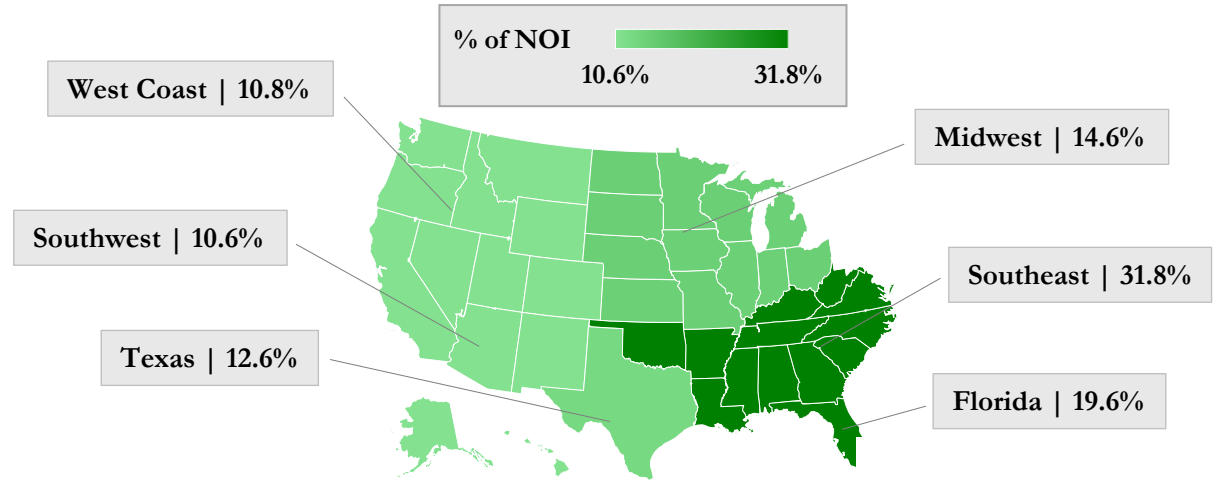 % of NOI
10.6% 31.8%
West Coast | 10.8%
Midwest | 14.6%
Southwest | 10.6%
Southeast | 31.8%
Texas | 12.6%
Florida | 19.6%